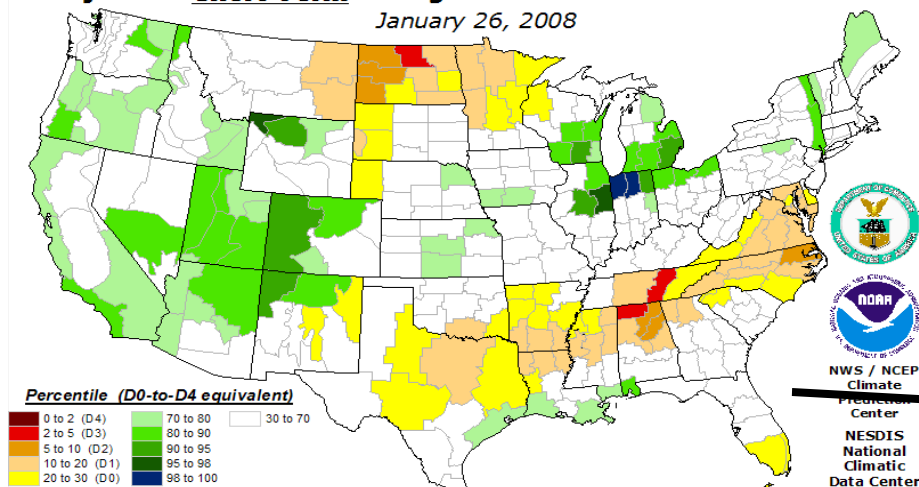 January 26, 2008
NWS / NCEP
Climate
Center
NESDIS
National
Climatic
Data Center
NOAA
Percentile (D0-to-D4 equivalent)
0 to 2 (D4)
2 to 5 (D3)
5 to 10 (D2)
10 to 20 (D1)
20 to 30 (D0)
70 to 80
80 to 90
90 to 95
95 to 98
98 to 100
30 to 70